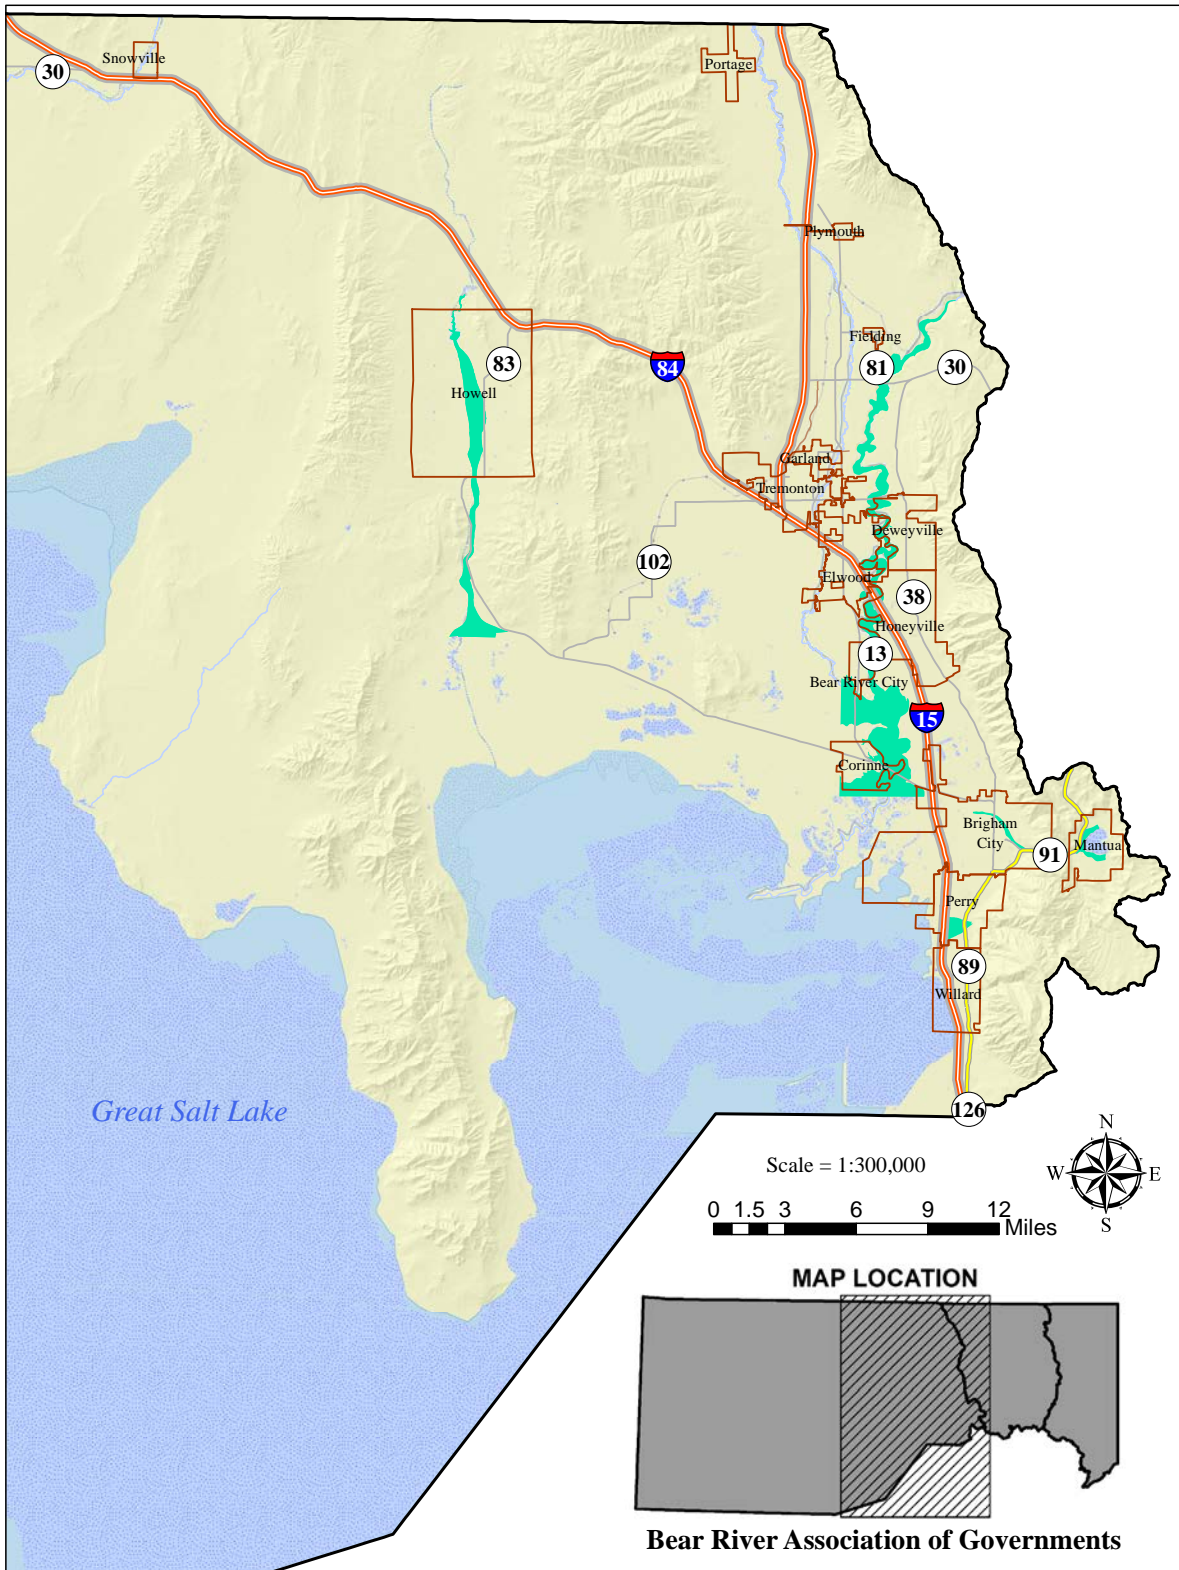 Snowville
30
Portage
Plymouth
Fielding
83
84
81
30
Howell
Garland
Tremonton
Deweyville
102
Elwood
38
Honeyville
13
Bear River City
15
Corinne
Brigham
City
91
Mantua
Perry
89
Willard
Great Salt Lake
126
N
Scale = 1:300,000
W
E
S
0 1.5 3 6 9 12
Miles
MAP LOCATION
Bear River Association of Governments